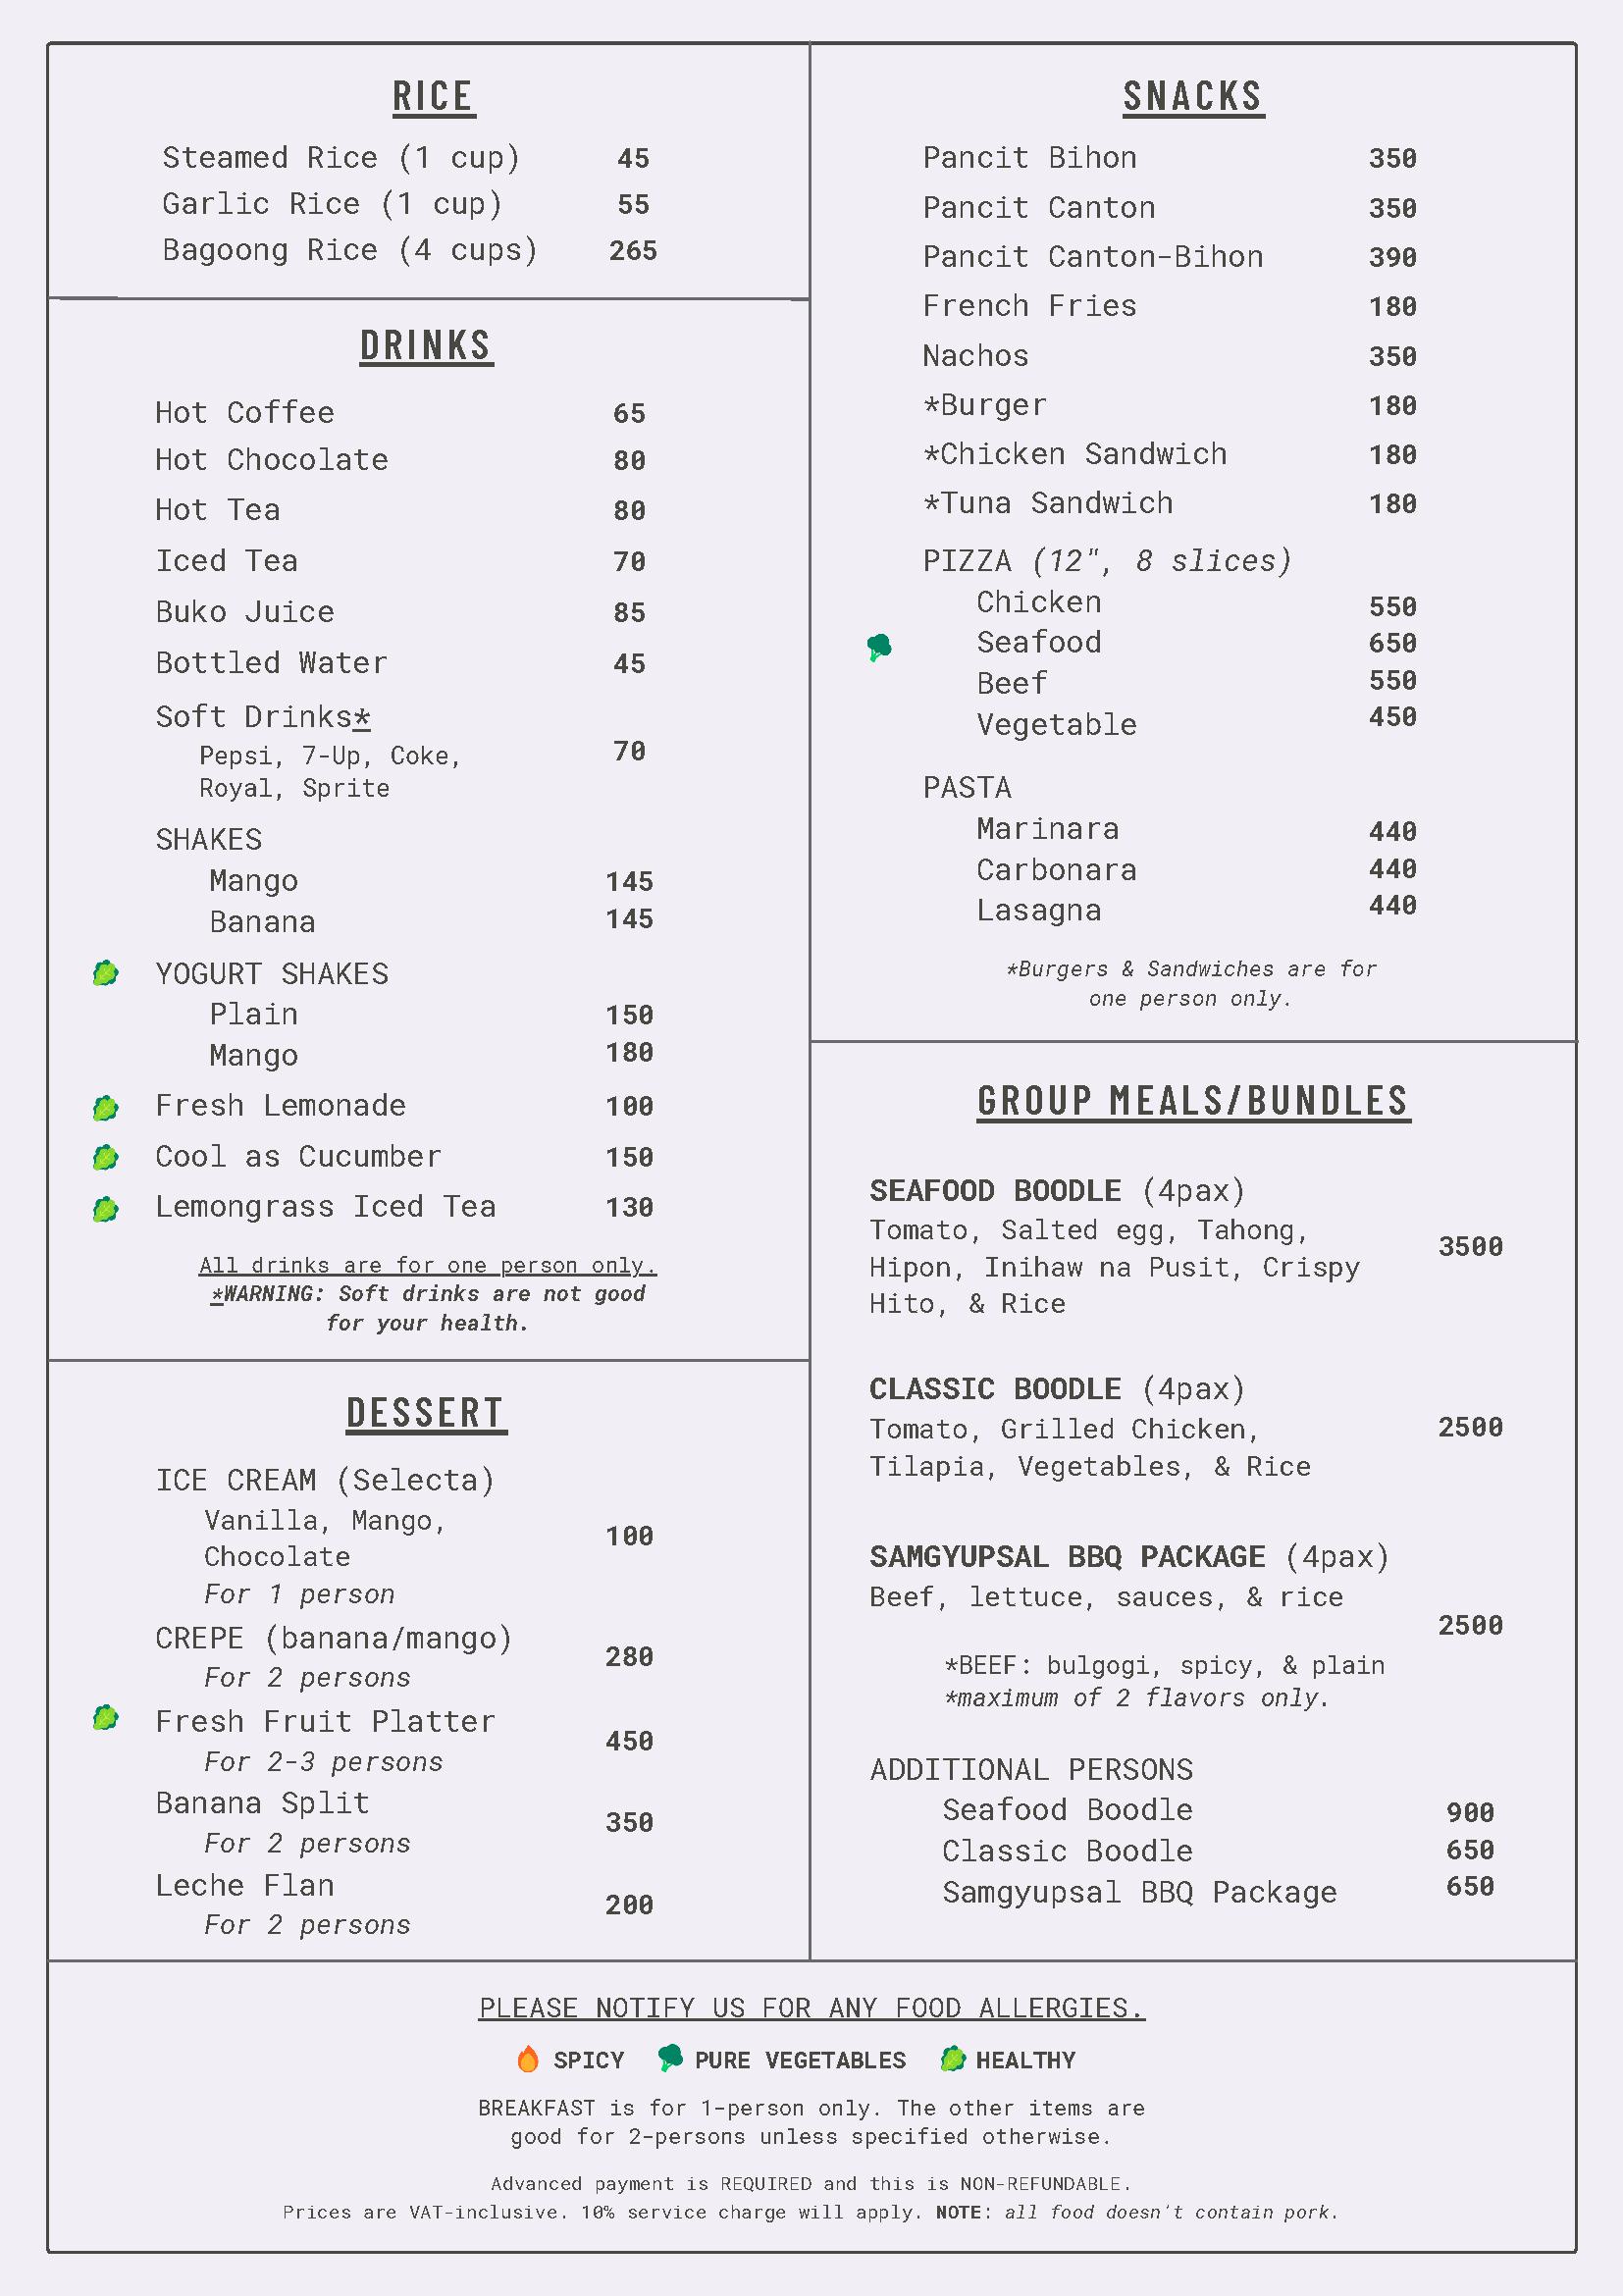 RICE
Steamed Rice (1 cup) 45
Garlic Rice (1 cup) 55
Bagoong Rice (4 cups) 265
DRINKS
Hot Coffee 65
Hot Chocolate 80
Hot Tea 80
Iced Tea 70
Buko Juice 85
Bottled Water 45
Soft Drinks*
Pepsi, 7-Up, Coke, 70
Royal, Sprite
SHAKES
Mango 145
Banana 145
YOGURT SHAKES
Plain 150
Mango 180
Fresh Lemonade 100
Cool as Cucumber 150
Lemongrass Iced Tea 130
All drinks are for one person only.
*WARNING: Soft drinks are not good
for your health.
DESSERT
ICE CREAM (Selecta)
Vanilla, Mango, 100
Chocolate
For 1 person
CREPE (banana/mango) 280
For 2 persons
Fresh Fruit Platter 450
For 2-3 persons
Banana Split 350
For 2 persons
Leche Flan 200
For 2 persons
SNACKS
Pancit Bihon 350
Pancit Canton 350
Pancit Canton-Bihon 390
French Fries 180
Nachos 350
*Burger 180
*Chicken Sandwich 180
*Tuna Sandwich 180
PIZZA (12", 8 slices)
Chicken 550
Seafood 650
Beef 550
Vegetable 450
PASTA
Marinara 440
Carbonara 440
Lasagna 440
*Burgers & Sandwiches are for
one person only.
GROUP MEALS/BUNDLES
SEAFOOD BOODLE (4pax)
Tomato, Salted egg, Tahong, 3500
Hipon, Inihaw na Pusit, Crispy
Hito, & Rice
CLASSIC BOODLE (4pax)
Tomato, Grilled Chicken, 2500
Tilapia, Vegetables, & Rice
SAMGYUPSAL BBQ PACKAGE (4pax)
Beef, lettuce, sauces, & rice
2500
*BEEF: bulgogi, spicy, & plain
*maximum of 2 flavors only.
ADDITIONAL PERSONS
Seafood Boodle 900
Classic Boodle 650
Samgyupsal BBQ Package 650
PLEASE NOTIFY US FOR ANY FOOD ALLERGIES.
SPICY PURE VEGETABLES HEALTHY
BREAKFAST is for 1-person only. The other items are
good for 2-persons unless specified otherwise.
Advanced payment is REQUIRED and this is NON-REFUNDABLE.
Prices are VAT-inclusive. 10% service charge will apply. NOTE: all food doesn't contain pork.